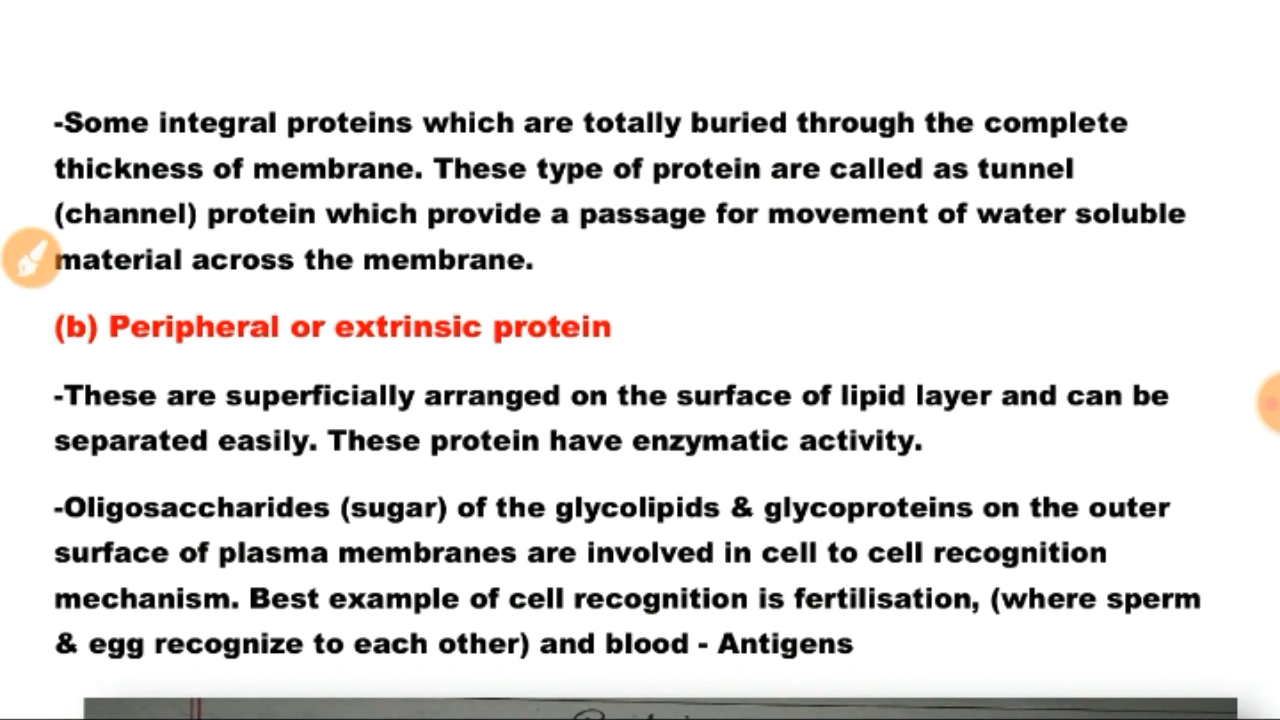 -Some integral proteins which are totally buried through the complete
thickness of membrane. These type of protein are called as tunnel
(channel) protein which provide a passage for movement of water soluble
material across the membrane.
(b) Peripheral or extrinsic protein
-These are superficially arranged on the surface of lipid layer and can be
separated easily. These protein have enzymatic activity.
-Oligosaccharides (sugar) of the glycolipids & glycoproteins on the outer
surface of plasma membranes are involved in cell to cell recognition
mechanism. Best example of cell recognition is fertilisation, (where sperm
& egg recognize to each other) and blood - Antigens